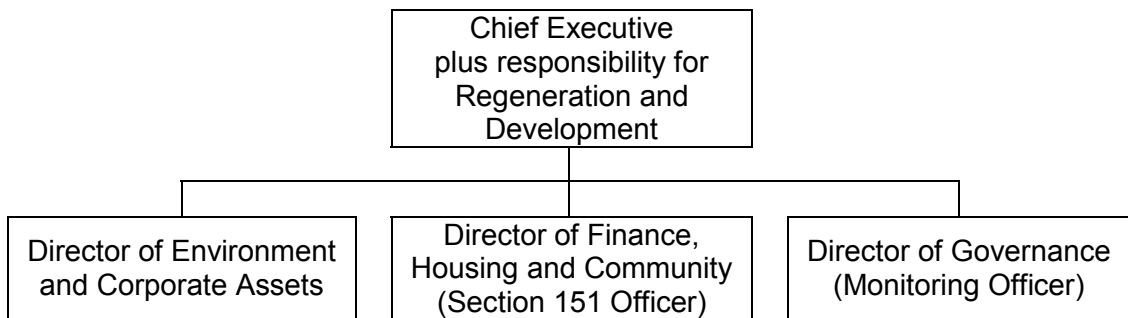 Chief Executive
plus responsibility for
Regeneration and
Development
Director of Environment
and Corporate Assets
Director of Finance,
Housing and Community
(Section 151 Officer)
Director of Governance
(Monitoring Officer)